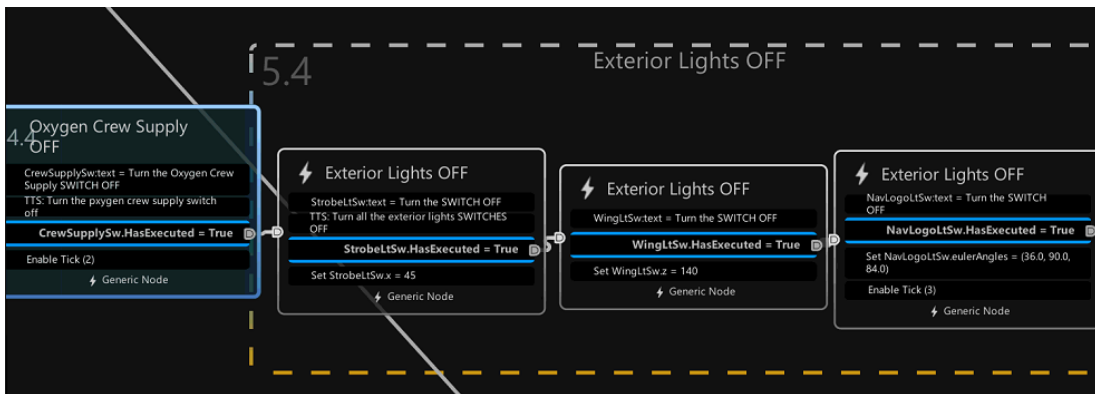 5.4
Exterior Lights OFF
4.4
Oxygen Crew Supply
OFF
CrewSupplySw:text = Turn the Oxygen Crew
Supply SWITCH OFF
TTS: Turn the pxygen crew supply switch
off
CrewSupplySw.HasExecuted = True
Enable Tick (2)
Generic Node
Exterior Lights OFF
StrobeLtSw:text = Turn the SWITCH OFF
TTS: Turn all the exterior lights SWITCHES
OFF
StrobeLtSw.HasExecuted = True
Set StrobeLtSw.x = 45
Generic Node
Exterior Lights OFF
WingLtSw:text = Turn the SWITCH OFF
WingLtSw.HasExecuted = True
Set WingLtSw.z = 140
Generic Node
Exterior Lights OFF
NavLogoLtSw:text = Turn the SWITCH
OFF
NavLogoLtSw.HasExecuted = True
Set NavLogoLtSw.eulerAngles = (36.0, 90.0,
84.0)
Enable Tick (3)
Generic Node